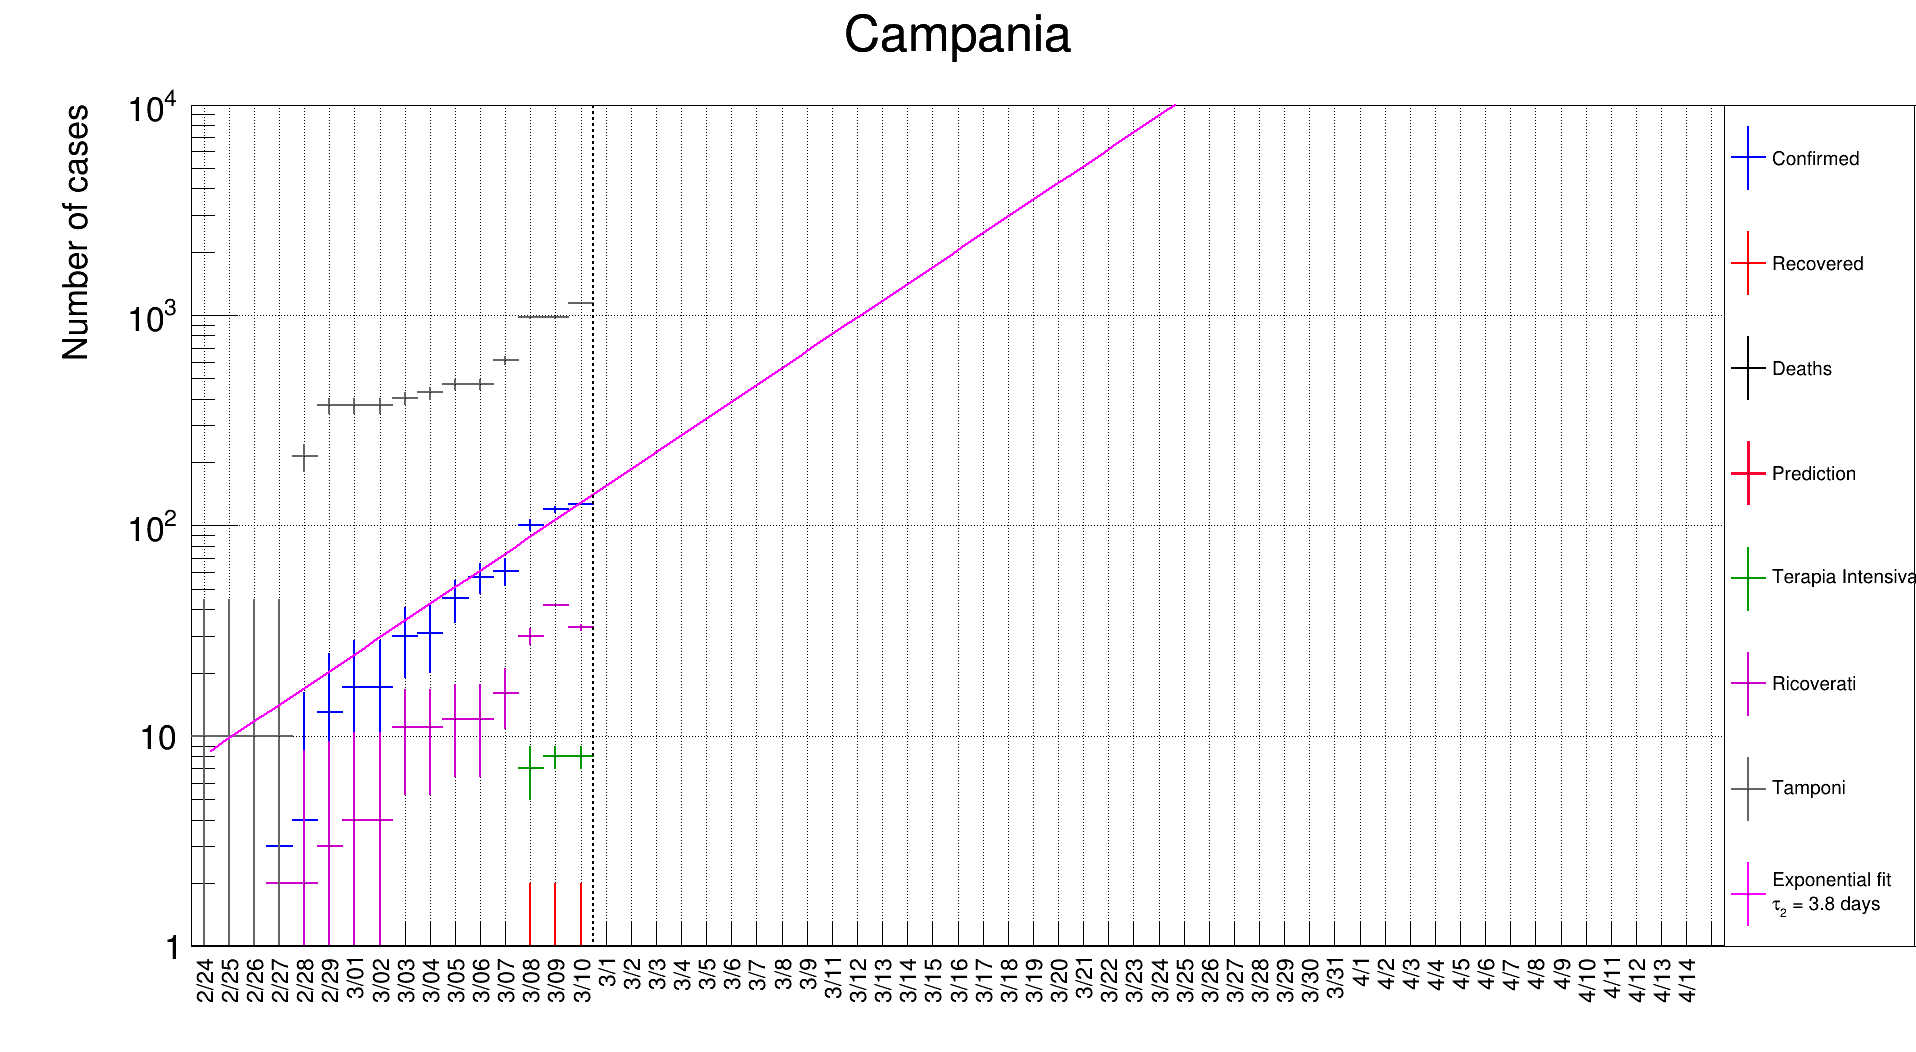 Campania
Number of cases
10⁴
10³
10²
10
1
2/24 2/25 2/26 2/27 2/28 2/29 3/01 3/02 3/03 3/04 3/05 3/06 3/07 3/08 3/09 3/10 3/1 3/2 3/3 3/4 3/5 3/6 3/7 3/8 3/9 3/11 3/12 3/13 3/14 3/15 3/16 3/17 3/18 3/19 3/20 3/21 3/22 3/23 3/24 3/25 3/26 3/27 3/28 3/29 3/30 3/31 4/1 4/2 4/3 4/4 4/5 4/6 4/7 4/8 4/9 4/10 4/11 4/12 4/13 4/14
Confirmed
Recovered
Deaths
Prediction
Terapia Intensiva
Ricoverati
Tamponi
Exponential fit
τ₂ = 3.8 days